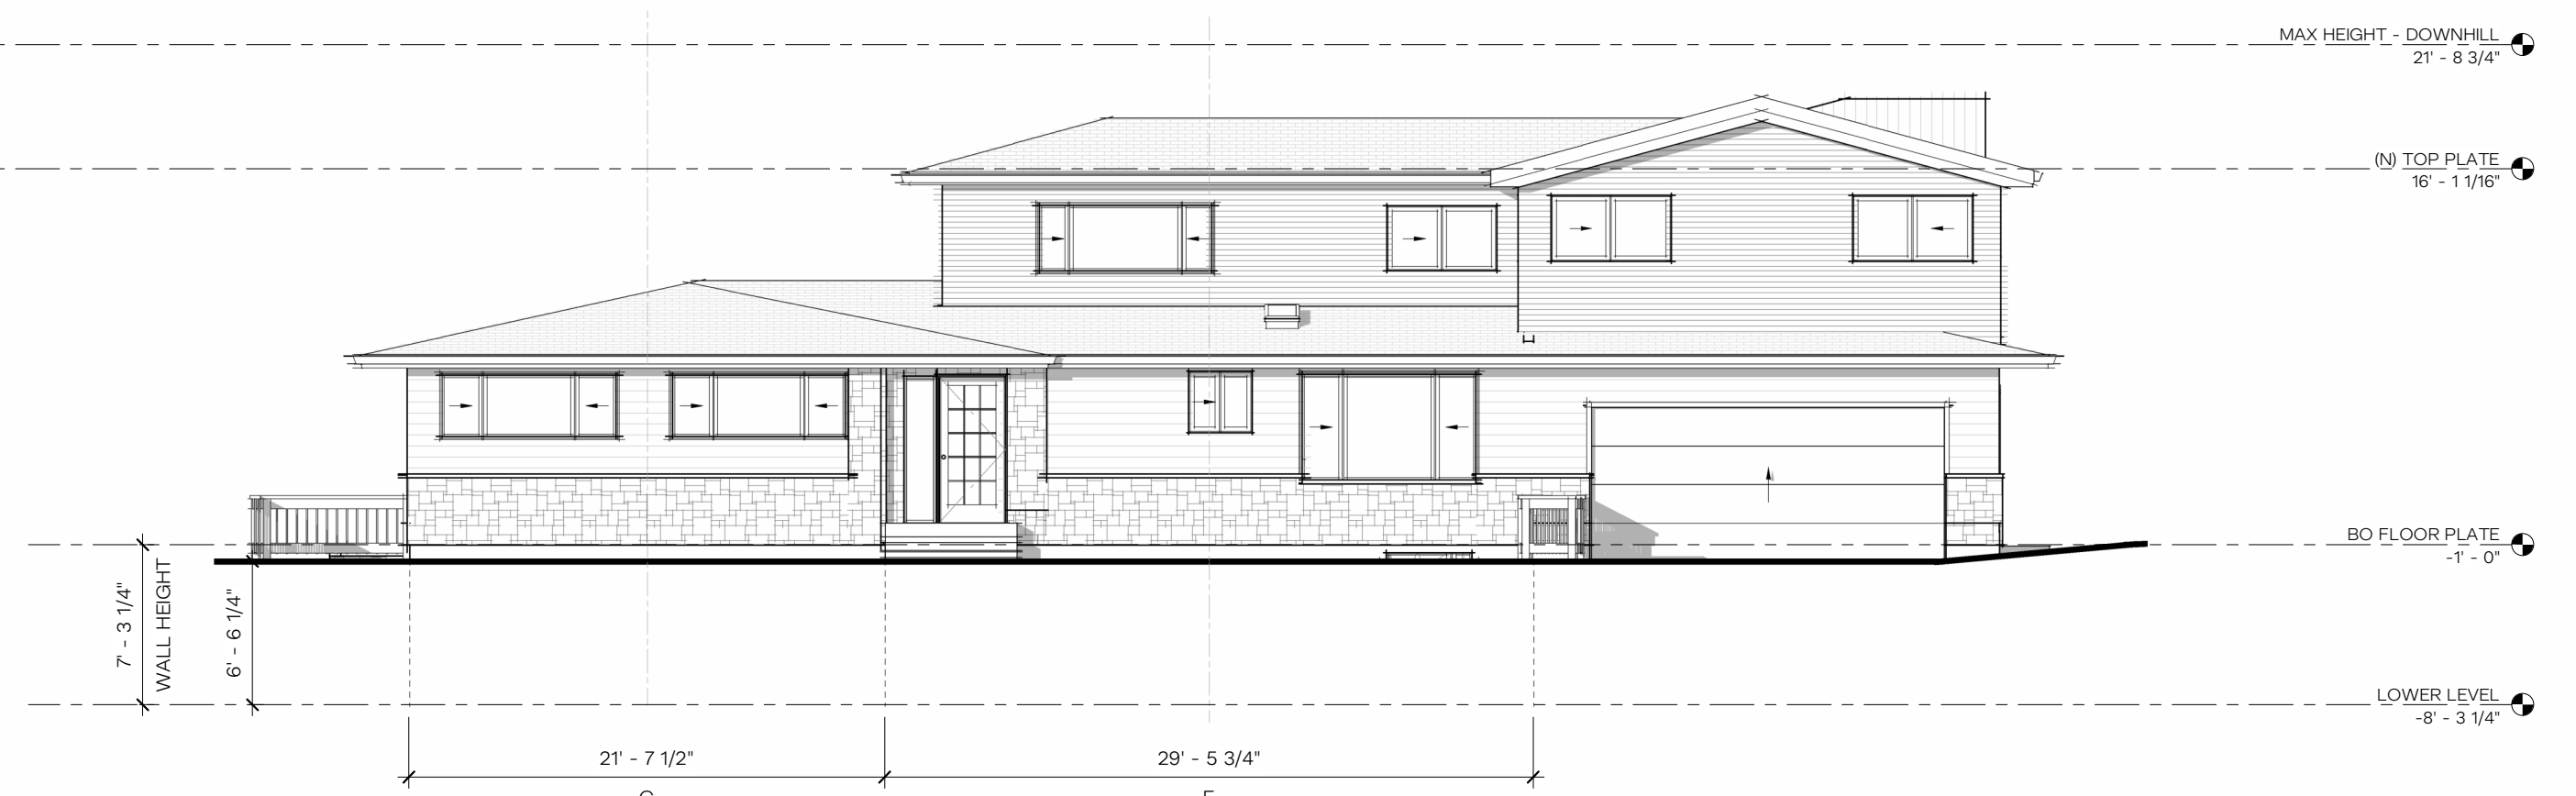 MAX HEIGHT - DOWNHILL
21' - 8 3/4"
(N) TOP PLATE
16' - 1 1/16"
BO FLOOR PLATE
-1' - 0"
7' - 3 1/4"
WALL HEIGHT
6' - 6 1/4"
LOWER LEVEL
-8' - 3 1/4"
21' - 7 1/2"
29' - 5 3/4"